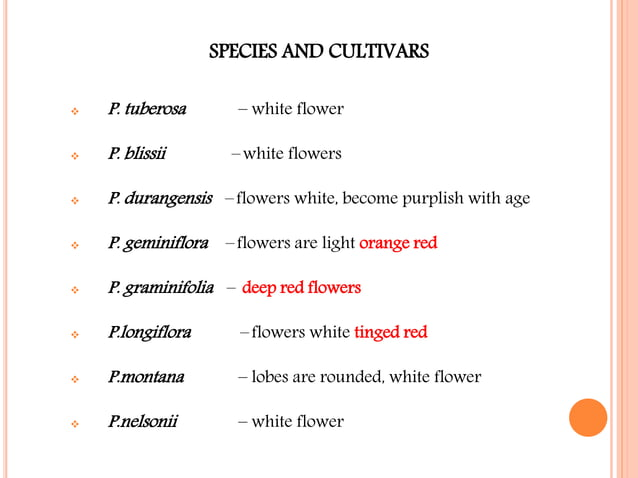 SPECIES AND CULTIVARS
P. tuberosa – white flower
P. blissii – white flowers
P. durangensis – flowers white, become purplish with age
P. geminiflora – flowers are light orange red
P. graminifolia – deep red flowers
P.longiflora – flowers white tinged red
P.montana – lobes are rounded, white flower
P.nelsonii – white flower